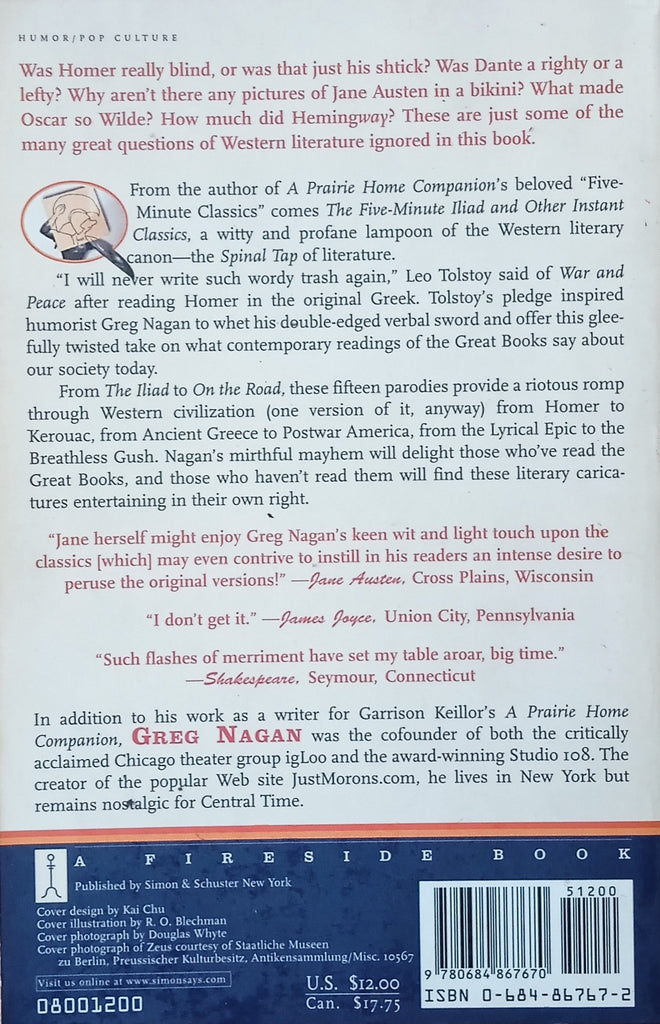 HUMOR/POP CULTURE
Was Homer really blind, or was that just his shtick? Was Dante a righty or a
lefty? Why aren't there any pictures of Jane Austen in a bikini? What made
Oscar so Wilde? How much did Hemingway? These are just some of the
many great questions of Western literature ignored in this book.
From the author of A Prairie Home Companion's beloved "Five-
Minute Classics" comes The Five-Minute Iliad and Other Instant
Classics, a witty and profane lampoon of the Western literary
canon—the Spinal Tap of literature.
"I will never write such wordy trash again," Leo Tolstoy said of War and
Peace after reading Homer in the original Greek. Tolstoy's pledge inspired
humorist Greg Nagan to whet his double-edged verbal sword and offer this glee-
fully twisted take on what contemporary readings of the Great Books say about
our society today.
From The Iliad to On the Road, these fifteen parodies provide a riotous romp
through Western civilization (one version of it, anyway) from Homer to
Kerouac, from Ancient Greece to Postwar America, from the Lyrical Epic to the
Breathless Gush. Nagan's mirthful mayhem will delight those who've read the
Great Books, and those who haven't read them will find these literary carica-
tures entertaining in their own right.
"Jane herself might enjoy Greg Nagan's keen wit and light touch upon the
classics [which] may even contrive to instill in his readers an intense desire to
peruse the original versions!" —Jane Austen, Cross Plains, Wisconsin
"I don't get it." —James Joyce, Union City, Pennsylvania
"Such flashes of merriment have set my table aroar, big time."
—Shakespeare, Seymour, Connecticut
In addition to his work as a writer for Garrison Keillor's A Prairie Home
Companion, GREG NAGAN was the cofounder of both the critically
acclaimed Chicago theater group igLoo and the award-winning Studio 108. The
creator of the popular Web site JustMorons.com, he lives in New York but
remains nostalgic for Central Time.
A FIRESIDE BOOK
Published by Simon & Schuster New York
Cover design by Kai Chu
Cover illustration by R. O. Blechman
Cover photograph by Douglas Whyte
Cover photograph of Zeus courtesy of Staatliche Museen
zu Berlin, Preussischer Kulturbesitz, Antikensammlung/Misc. 10567
Visit us online at www.simonsays.com
08001200
U.S. $12.00
Can. $17.75
51200
9 780684 867670
ISBN 0-684-86767-2